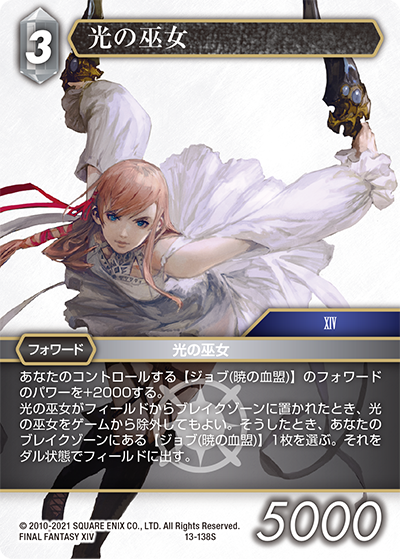 3
光の巫女
XIV
フォワード
光の巫女
あなたのコントロールする【ジョブ(暁の血盟)】のフォワード
のパワーを+2000する。
光の巫女がフィールドからブレイクゾーンに置かれたとき、光
の巫女をゲームから除外してもよい。そうしたとき、あなたの
ブレイクゾーンにある【ジョブ(暁の血盟)】1枚を選ぶ。それを
ダル状態でフィールドに出す。
© 2010-2021 SQUARE ENIX CO., LTD. All Rights Reserved.
FINAL FANTASY XIV
13-138S
5000